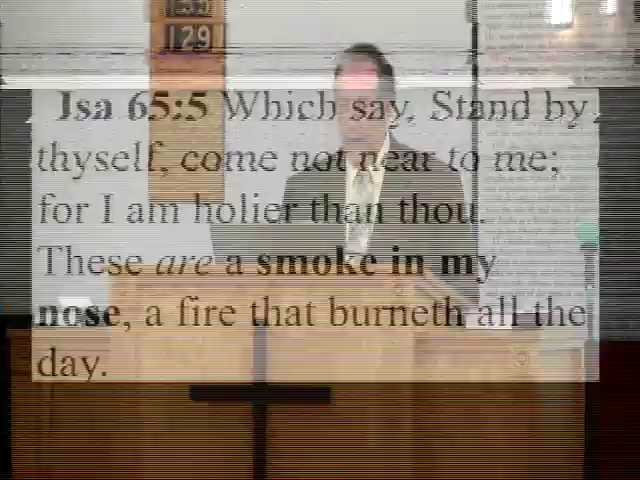 129
Isa 65:5 Which say, Stand by
thyself, come not near to me;
for I am holier than thou.
These are a smoke in my
nose, a fire that burneth all the
day.